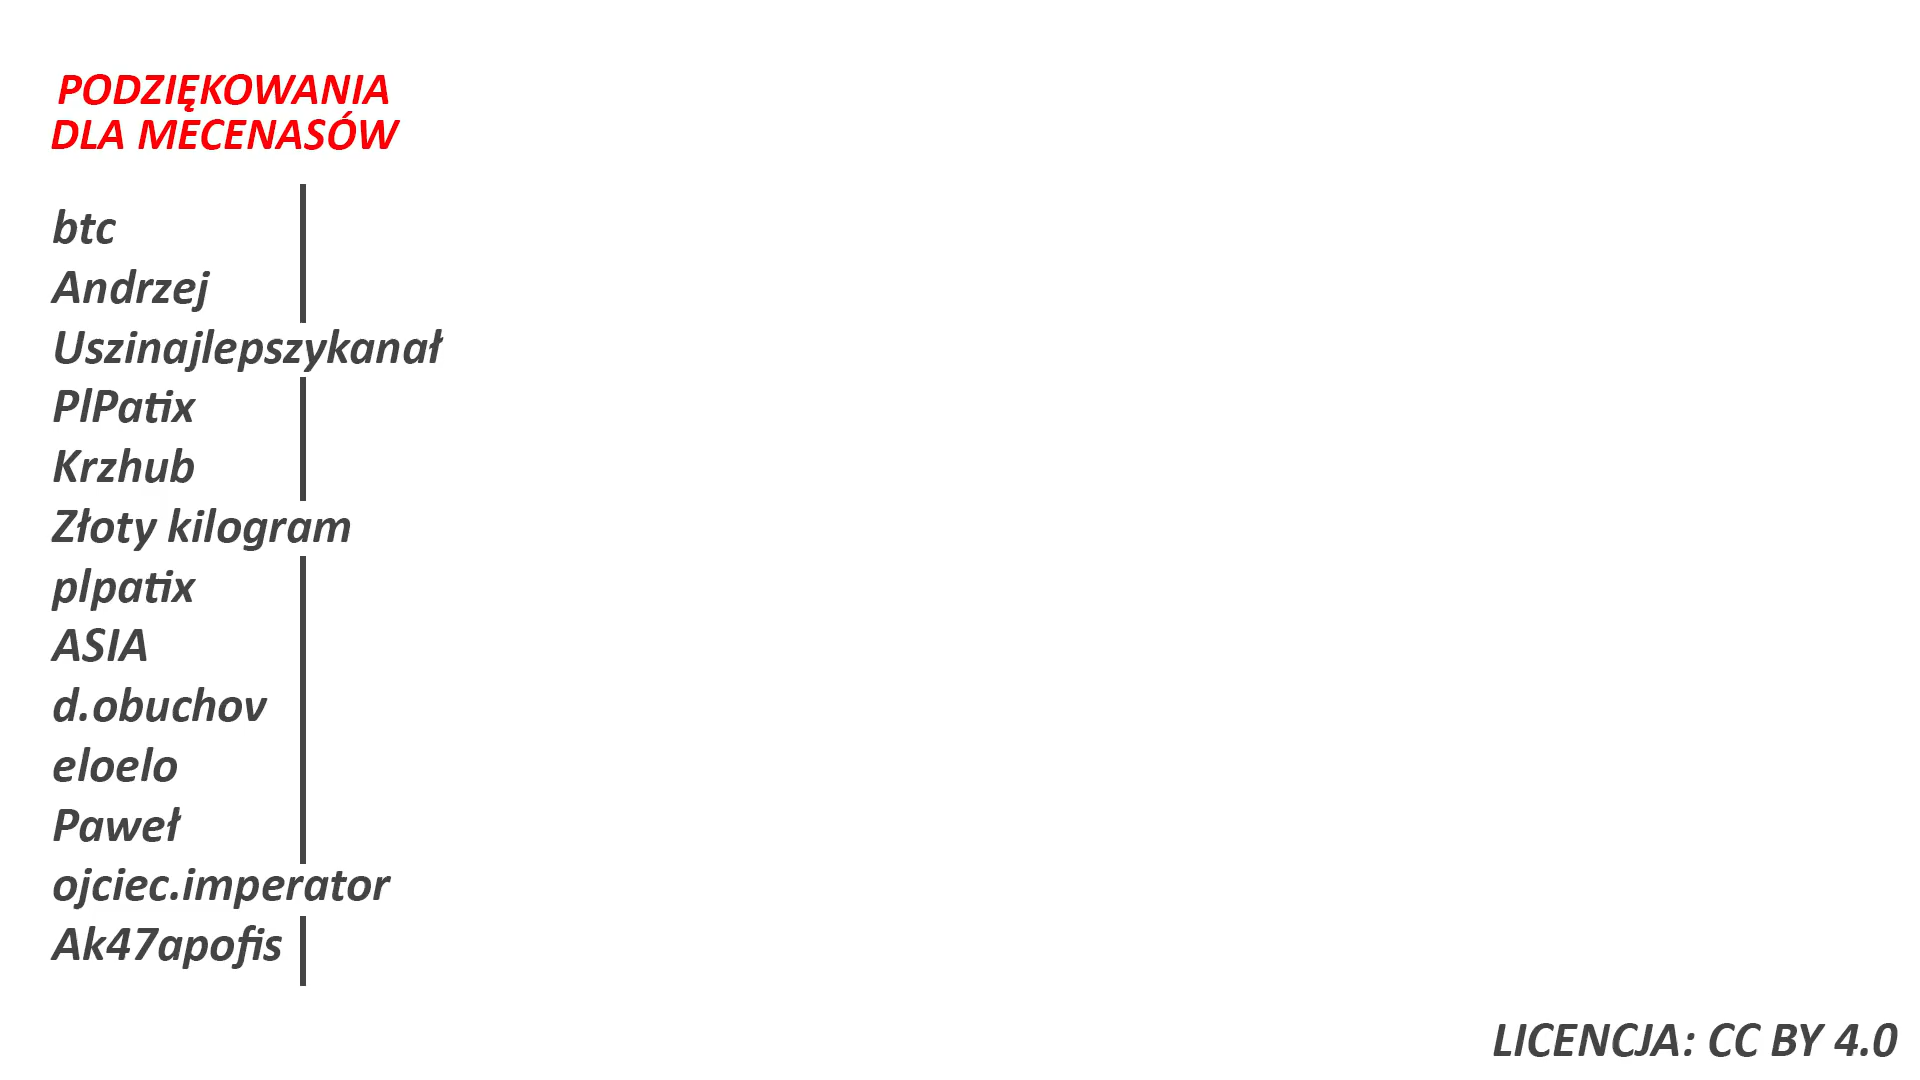 PODZIĘKOWANIA
DLA MECENASÓW
btc
Andrzej
Uszinajlepszykanał
PlPatix
Krzhub
Złoty kilogram
plpatix
ASIA
d.obuchov
eloelo
Paweł
ojciec.imperator
Ak47apofis
LICENCJA: CC BY 4.0